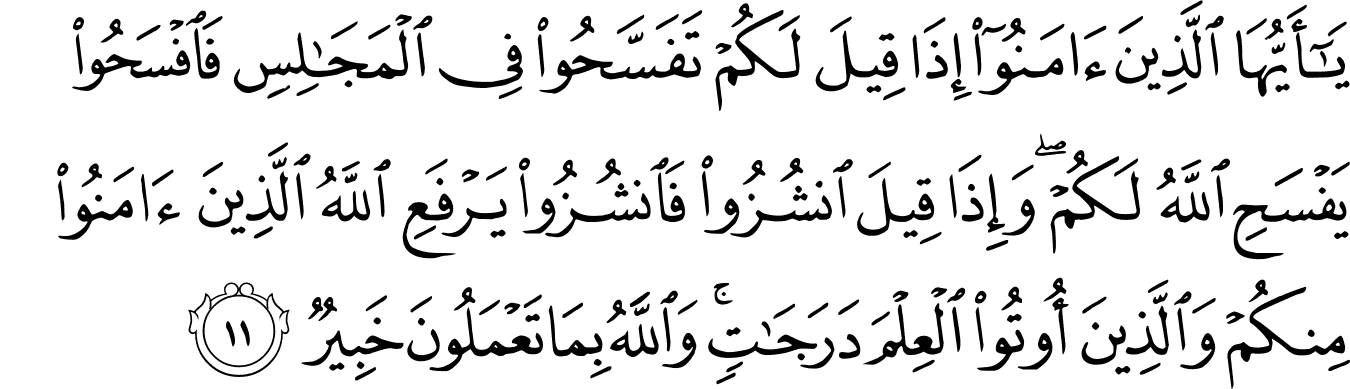 يَـٰٓأَيُّهَا ٱلَّذِينَ ءَامَنُوٓا۟ إِذَا قِيلَ لَكُمْ تَفَسَّحُوا۟ فِى ٱلْمَجَـٰلِسِ فَٱفْسَحُوا۟
يَفْسَحِ ٱللَّهُ لَكُمْ ۖ وَإِذَا قِيلَ ٱنشُزُوا۟ فَٱنشُزُوا۟ يَرْفَعِ ٱللَّهُ ٱلَّذِينَ ءَامَنُوا۟
مِنكُمْ وَٱلَّذِينَ أُوتُوا۟ ٱلْعِلْمَ دَرَجَـٰتٍ ۚ وَٱللَّهُ بِمَا تَعْمَلُونَ خَبِيرٌ ١١